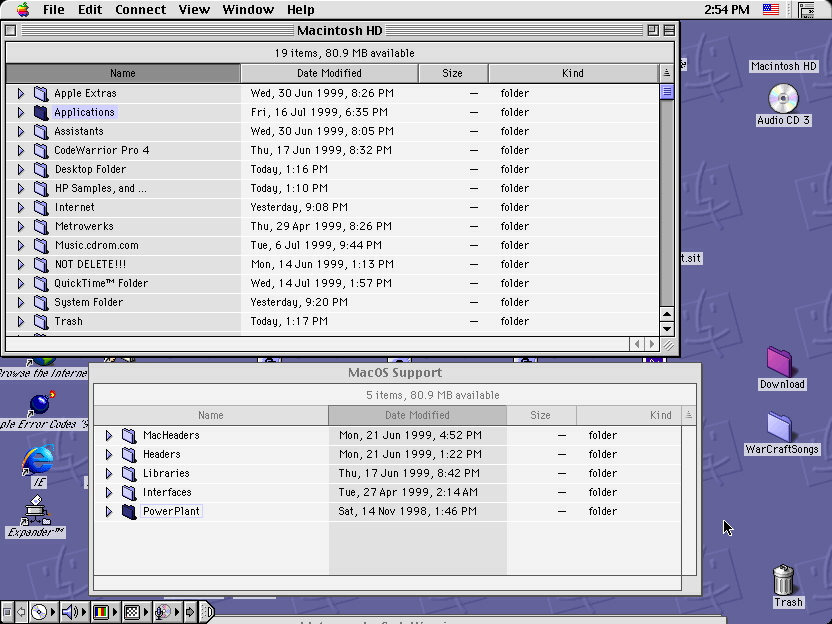 File Edit Connect View Window Help 2:54 PM
Macintosh HD
19 items, 80.9 MB available
Name Date Modified Size Kind
Apple Extras Wed, 30 Jun 1999, 8:26 PM — folder
Applications Fri, 16 Jul 1999, 6:35 PM — folder
Assistants Wed, 30 Jun 1999, 8:05 PM — folder
CodeWarrior Pro 4 Thu, 17 Jun 1999, 8:32 PM — folder
Desktop Folder Today, 1:16 PM — folder
HP Samples, and ... Today, 1:10 PM — folder
Internet Yesterday, 9:08 PM — folder
Metrowerks Thu, 29 Apr 1999, 8:26 PM — folder
Music.cdrom.com Tue, 6 Jul 1999, 9:44 PM — folder
NOT DELETE!!! Mon, 14 Jun 1999, 1:13 PM — folder
QuickTime™ Folder Wed, 14 Jul 1999, 1:57 PM — folder
System Folder Yesterday, 9:20 PM — folder
Trash Today, 1:17 PM — folder
Macintosh HD
Audio CD 3
t.sit
Download
WarCraftSongs
Trash
Browse the Interne
ple Error Codes
IE
Expander™
MacOS Support
5 items, 80.9 MB available
Name Date Modified Size Kind
MacHeaders Mon, 21 Jun 1999, 4:52 PM — folder
Headers Mon, 21 Jun 1999, 1:22 PM — folder
Libraries Thu, 17 Jun 1999, 8:42 PM — folder
Interfaces Tue, 27 Apr 1999, 2:14 AM — folder
PowerPlant Sat, 14 Nov 1998, 1:46 PM — folder